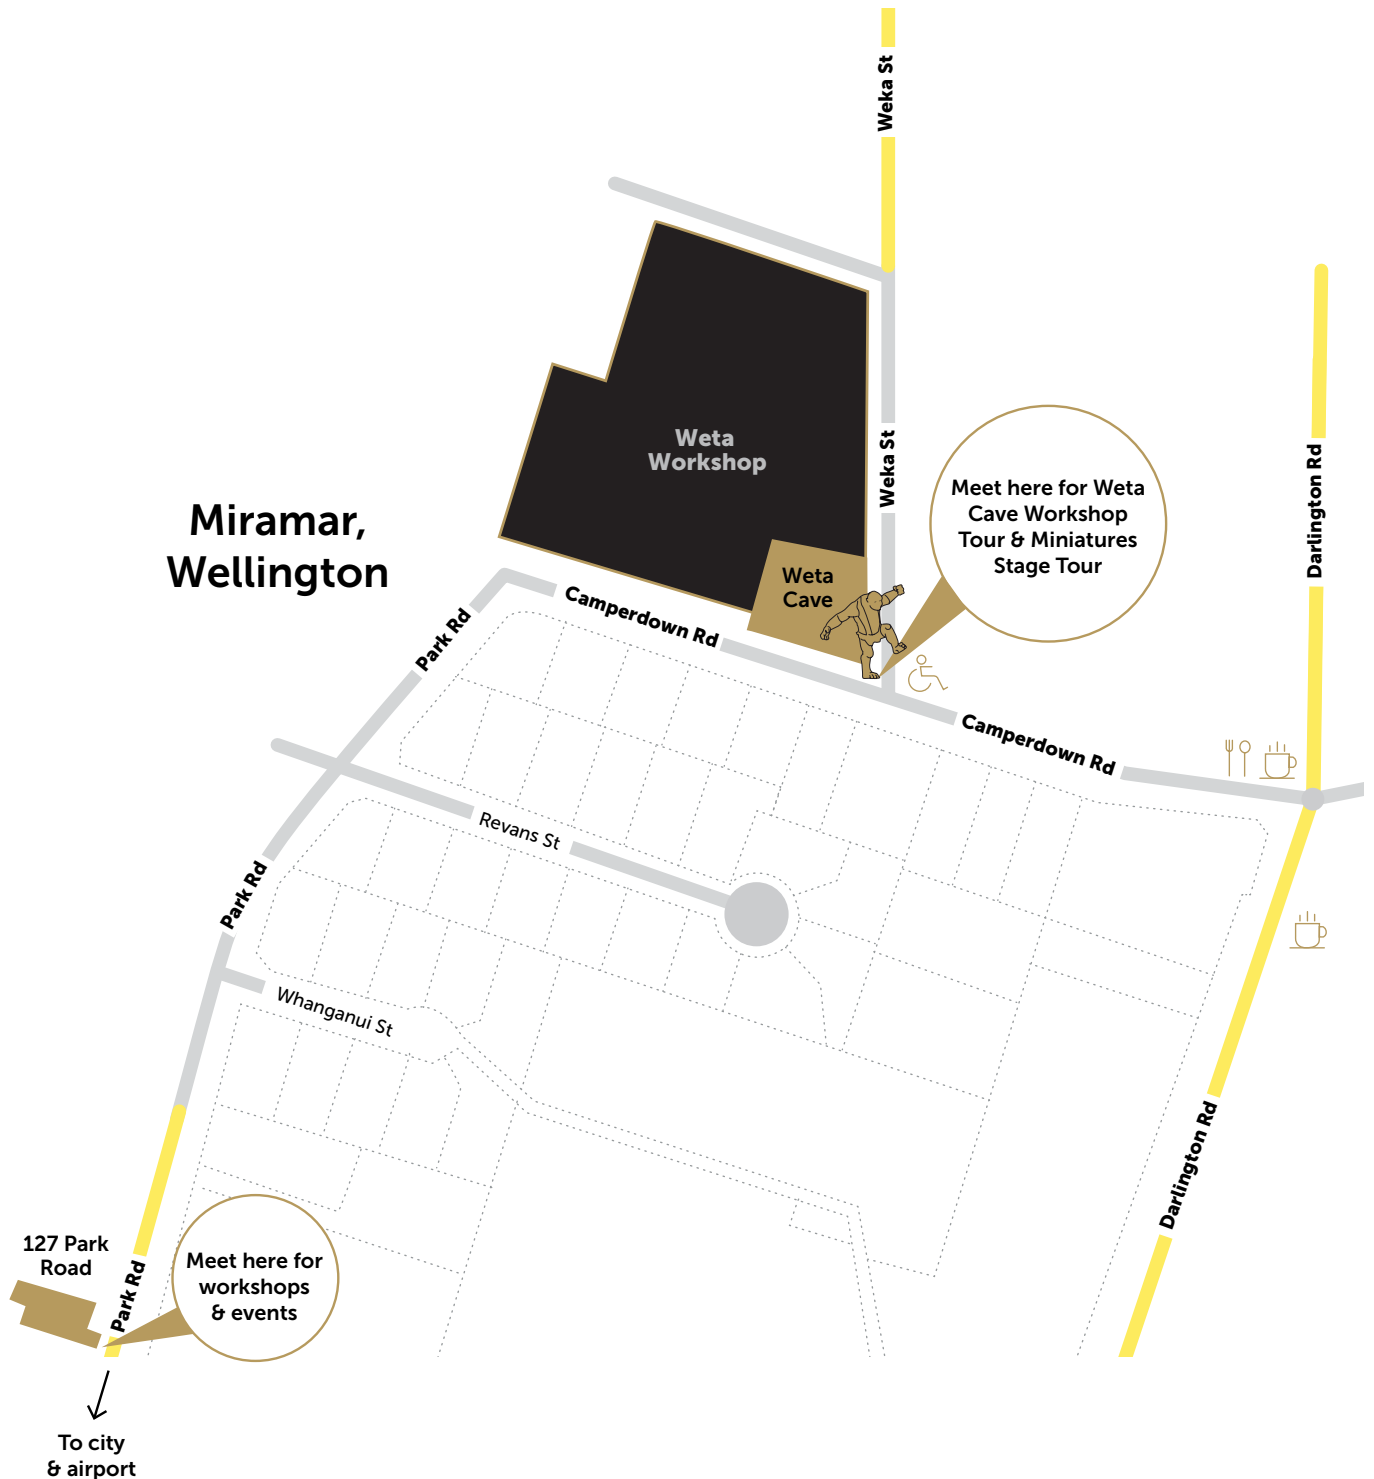 Weka St
Weta
Workshop
Weka St
Meet here for Weta
Cave Workshop
Tour & Miniatures
Stage Tour
Darlington Rd
Miramar,
Wellington
Weta
Cave
Camperdown Rd
Park Rd
Camperdown Rd
Revans St
Park Rd
Whanganui St
Darlington Rd
127 Park
Road
Meet here for
workshops
& events
Park Rd
To city
& airport